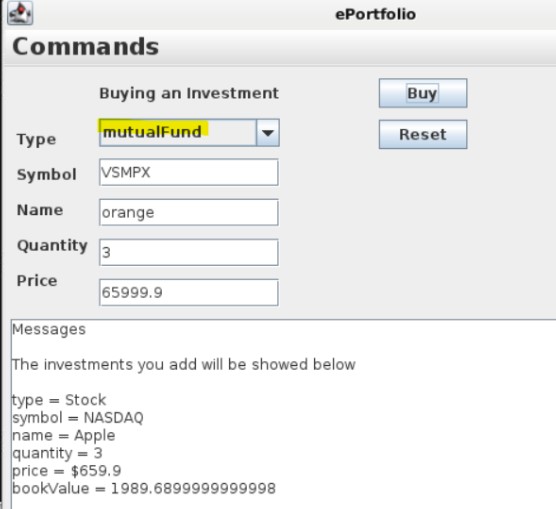 ePortfolio
Commands
Buying an Investment
Buy
Type
mutualFund
Reset
Symbol
VSMPX
Name
orange
Quantity
3
Price
65999.9
Messages
The investments you add will be showed below
type = Stock
symbol = NASDAQ
name = Apple
quantity = 3
price = $659.9
bookValue = 1989.6899999999998